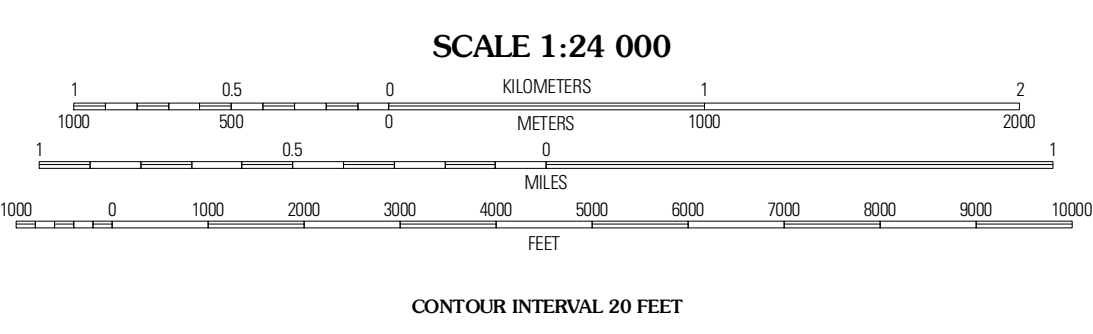 SCALE 1:24 000
1 0.5 0 KILOMETERS 1 2
1000 500 0 METERS 1000 2000
1 0.5 0 1
MILES
1000 0 1000 2000 3000 4000 5000 6000 7000 8000 9000 10000
FEET
CONTOUR INTERVAL 20 FEET